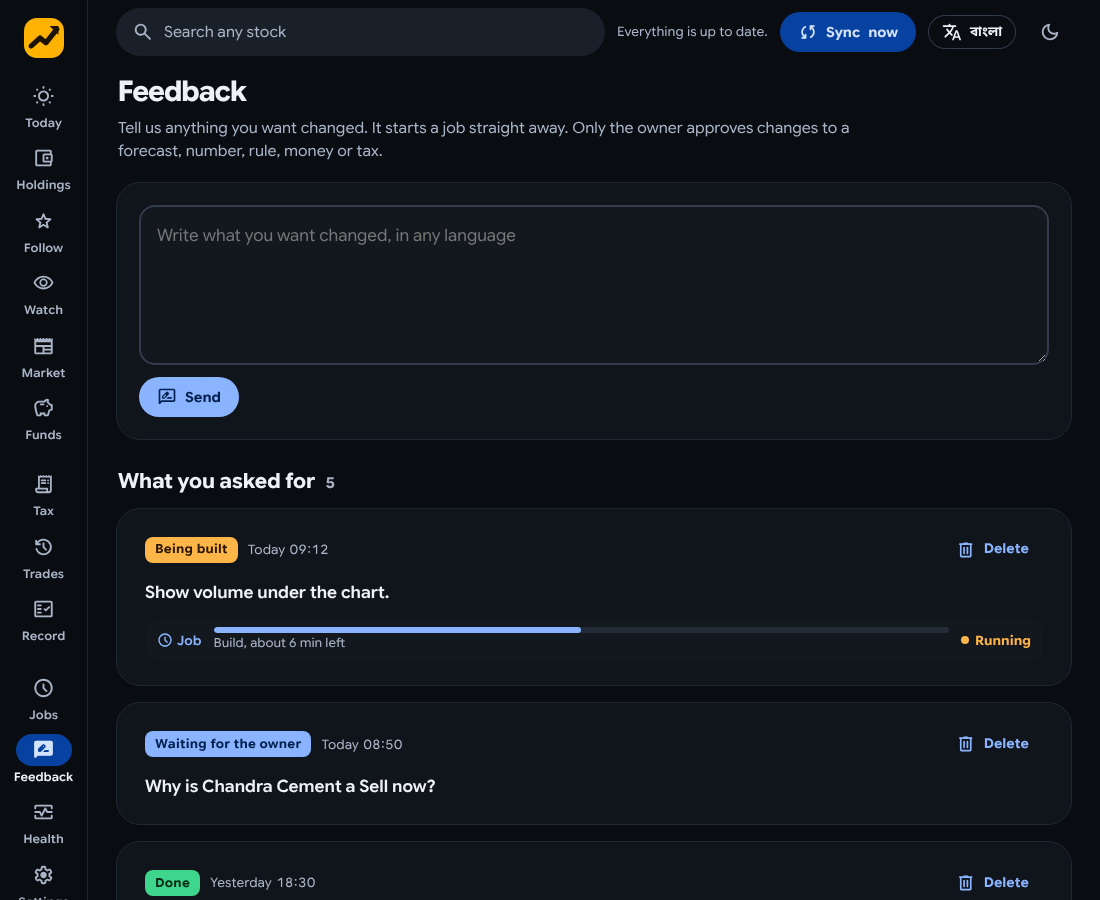 Search any stock
Everything is up to date.
Sync now
বাংলা
Today
Holdings
Follow
Watch
Market
Funds
Tax
Trades
Record
Jobs
Feedback
Health
Feedback
Tell us anything you want changed. It starts a job straight away. Only the owner approves changes to a
forecast, number, rule, money or tax.
Write what you want changed, in any language
Send
What you asked for 5
Being built Today 09:12 Delete
Show volume under the chart.
Job
Build, about 6 min left
Running
Waiting for the owner Today 08:50 Delete
Why is Chandra Cement a Sell now?
Done Yesterday 18:30 Delete